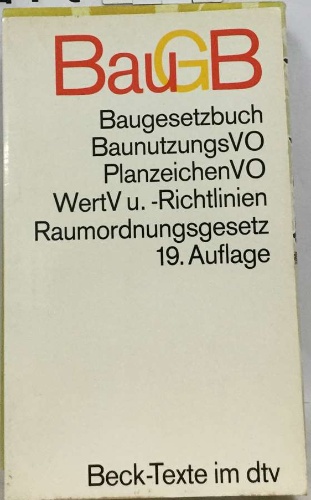 BauGB
Baugesetzbuch
BaunutzungsVO
PlanzeichenVO
WertV u. -Richtlinien
Raumordnungsgesetz
19. Auflage
Beck-Texte im dtv